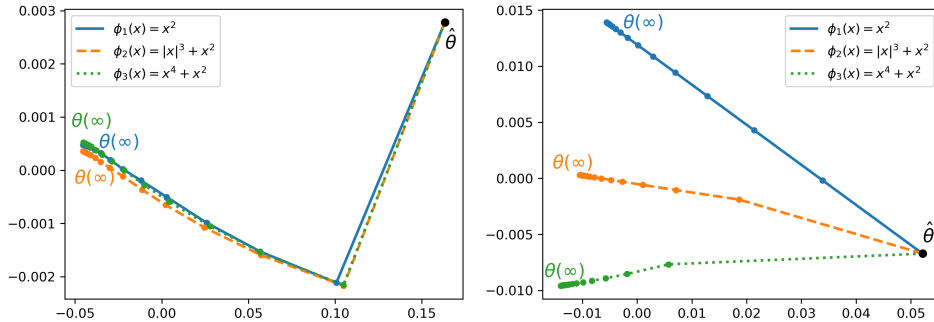 0.003
0.002
0.001
0.000
−0.001
−0.002
−0.05
0.00
0.05
0.10
0.15
ϕ₁(x) = x²
ϕ₂(x) = |x|³ + x²
ϕ₃(x) = x⁴ + x²
θ(∞)
θ(∞)
θ(∞)
θ̂
0.015
0.010
0.005
0.000
−0.005
−0.010
−0.01
0.00
0.01
0.02
0.03
0.04
0.05
ϕ₁(x) = x²
ϕ₂(x) = |x|³ + x²
ϕ₃(x) = x⁴ + x²
θ(∞)
θ(∞)
θ(∞)
θ̂